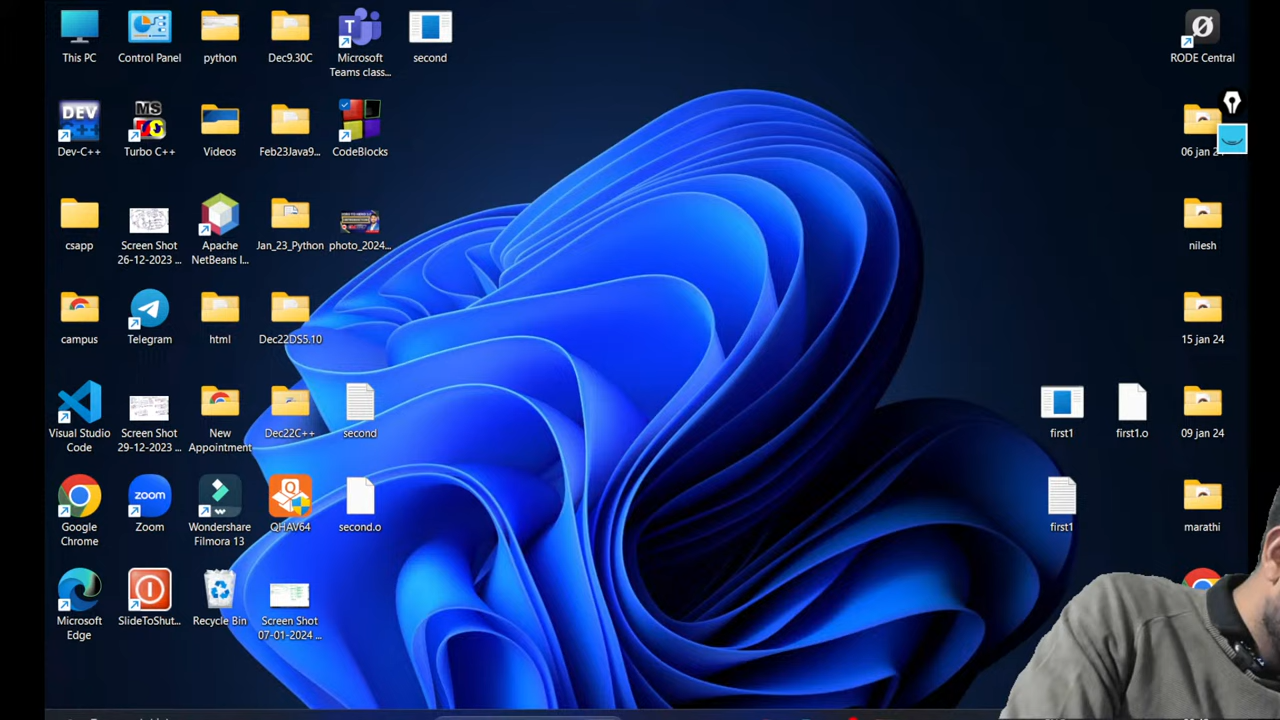 This PC
Control Panel
python
Dec9.30C
Microsoft
Teams class...
second
RODE Central
DEV
C++
Dev-C++
MS
Turbo C++
Videos
Feb23Java9...
CodeBlocks
06 jan 24
csapp
Screen Shot
26-12-2023 ...
Apache
NetBeans I...
Jan_23_Python
photo_2024...
nilesh
campus
Telegram
html
Dec22DS5.10
15 jan 24
Visual Studio
Code
Screen Shot
29-12-2023 ...
New
Appointment
Dec22C++
second
first1
first1.o
09 jan 24
Google
Chrome
zoom
Zoom
Wondershare
Filmora 13
QHAV64
second.o
first1
marathi
Microsoft
Edge
SlideToShut...
Recycle Bin
Screen Shot
07-01-2024 ...